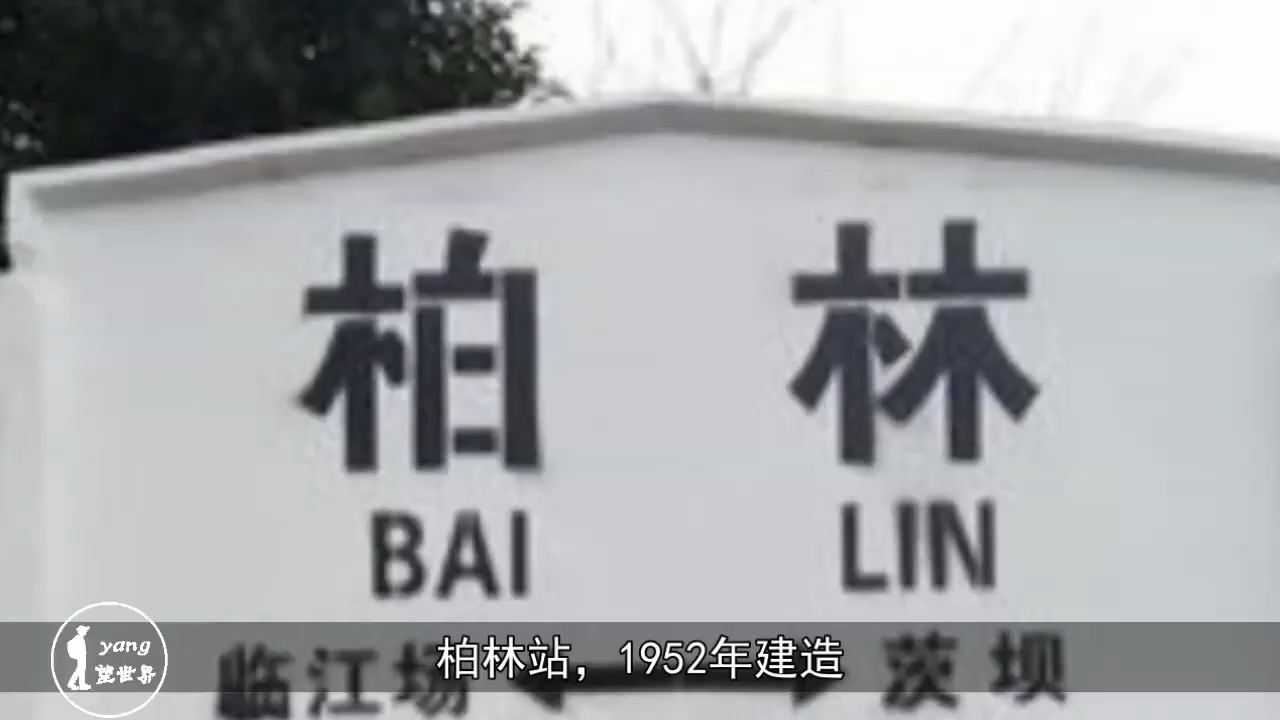 柏 林
BAI LIN
临江场 茨坝
柏林站，1952年建造
yang
望世界